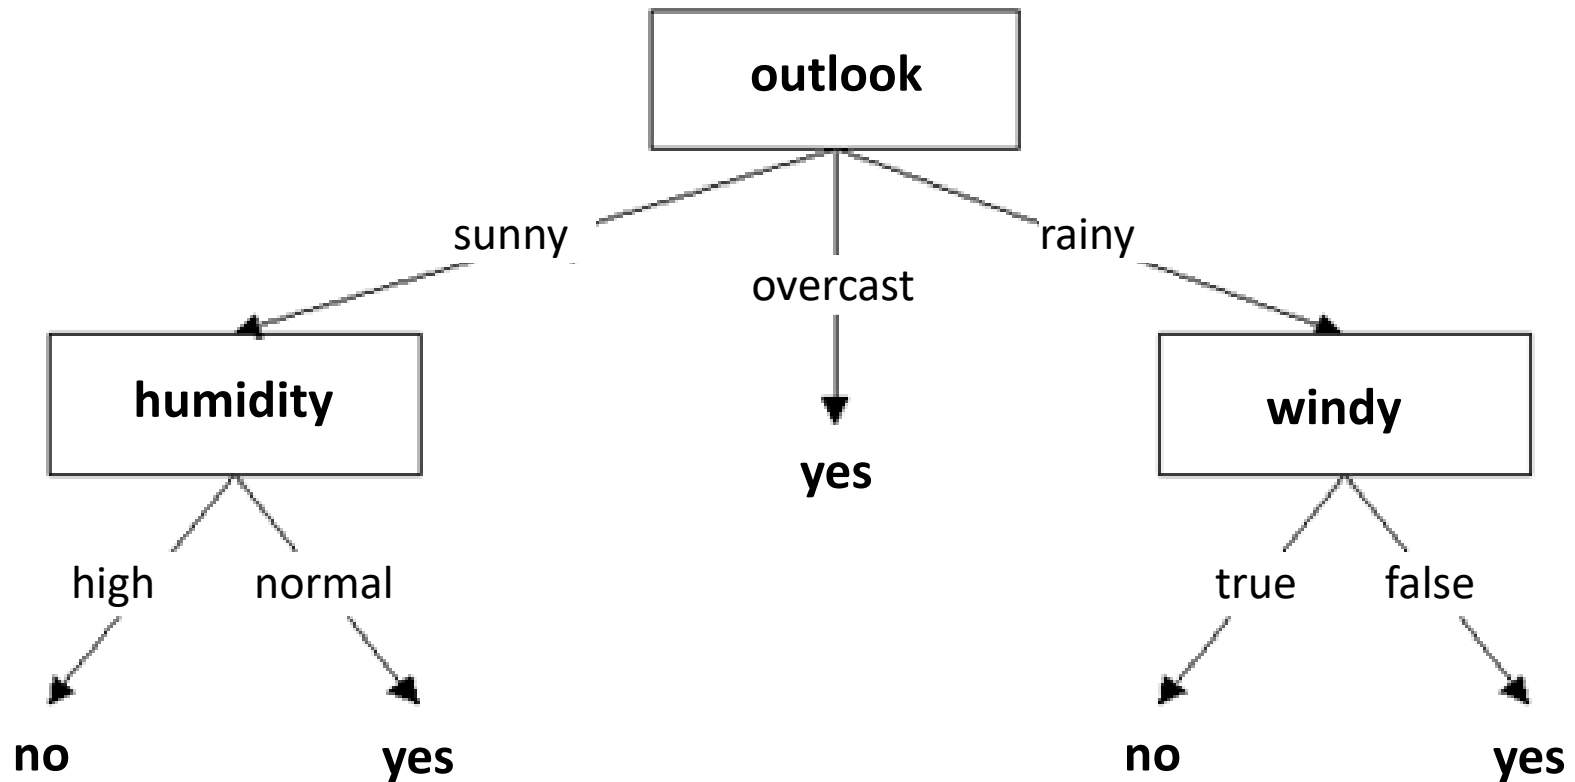 outlook
sunny
rainy
overcast
humidity
windy
yes
high
normal
true
false
no
yes
no
yes